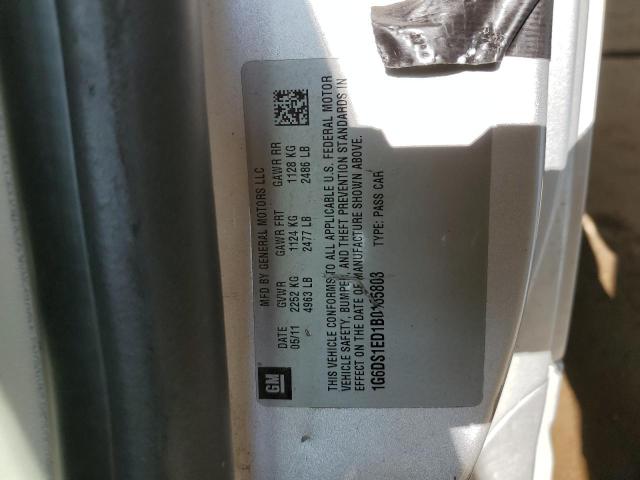 GM
MFD BY GENERAL MOTORS LLC
DATE GVWR GAWR FRT GAWR RR
05/11 2252 KG 1124 KG 1128 KG
4963 LB 2477 LB 2486 LB
THIS VEHICLE CONFORMS TO ALL APPLICABLE U.S. FEDERAL MOTOR
VEHICLE SAFETY, BUMPER, AND THEFT PREVENTION STANDARDS IN
EFFECT ON THE DATE OF MANUFACTURE SHOWN ABOVE.
TYPE: PASS CAR